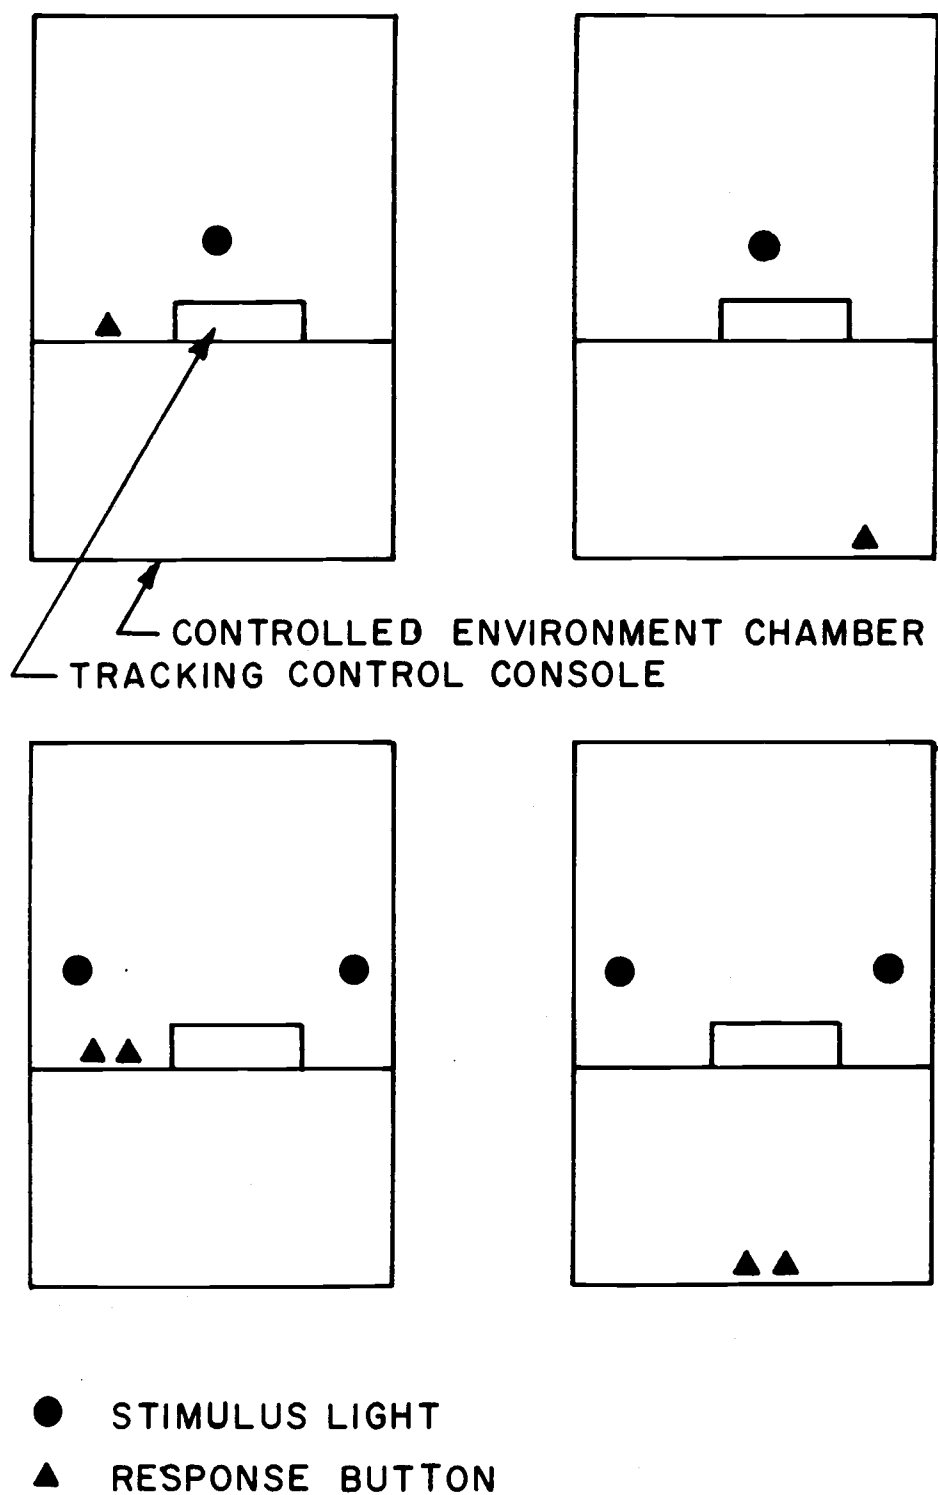 CONTROLLED ENVIRONMENT CHAMBER
TRACKING CONTROL CONSOLE
STIMULUS LIGHT
RESPONSE BUTTON